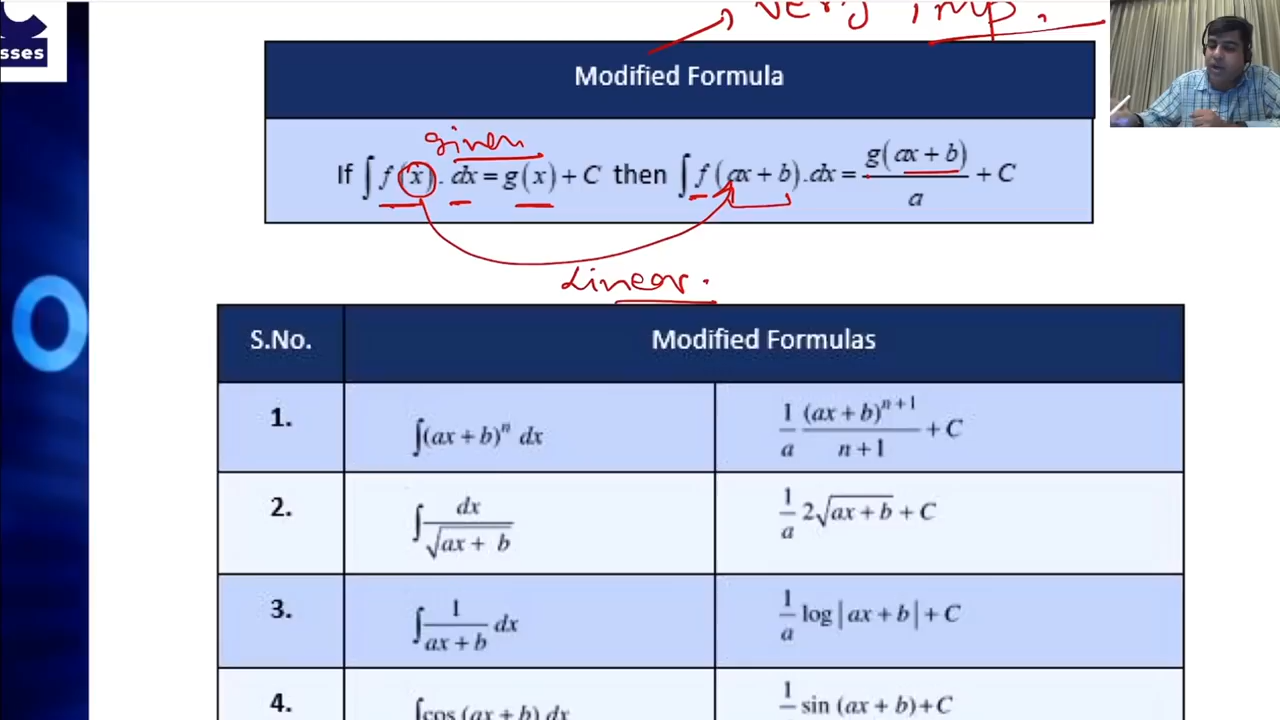 very imp.
C
sses
Modified Formula
given
If ∫ f(x).dx = g(x) + C then ∫ f(ax + b).dx = g(ax + b)/a + C
Linear.
S.No. Modified Formulas
1. ∫(ax + b)ⁿ dx 1/a (ax + b)ⁿ⁺¹/n + 1 + C
2. ∫dx/√ax + b 1/a 2√ax + b + C
3. ∫1/ax + b dx 1/a log|ax + b| + C
4. ∫cos (ax + b) dx 1 sin (ax + b)+C